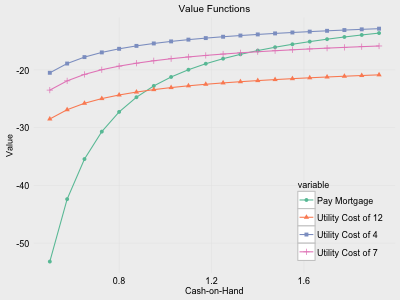 Value Functions
Value
-20
-30
-40
-50
0.8
1.2
1.6
Cash-on-Hand
variable
Pay Mortgage
Utility Cost of 12
Utility Cost of 4
Utility Cost of 7